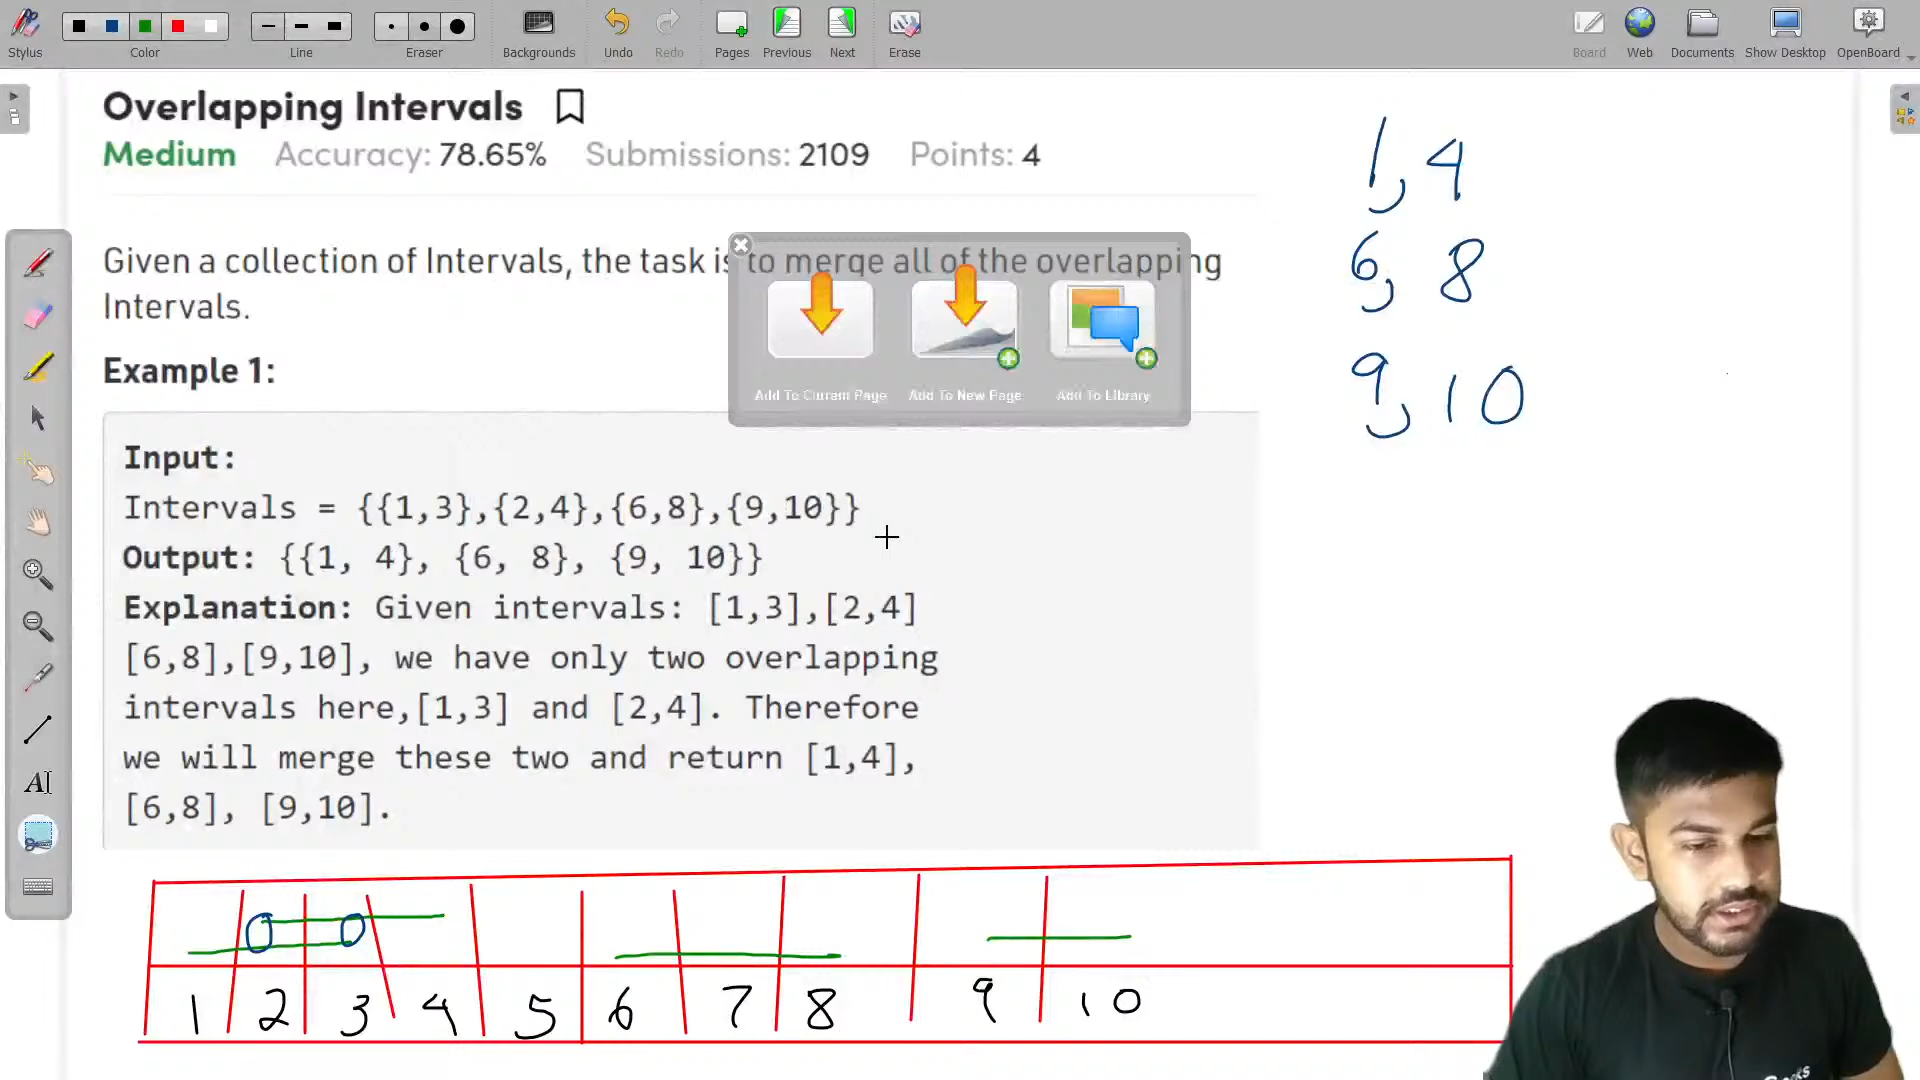 Stylus Color Line Eraser Backgrounds Undo Redo Pages Previous Next Erase Board Web Documents Show Desktop OpenBoard
Overlapping Intervals
Medium Accuracy: 78.65% Submissions: 2109 Points: 4
Given a collection of Intervals, the task is to merge all of the overlapping
Intervals.
Add To Current Page Add To New Page Add To Library
Example 1:
Input:
Intervals = {{1,3},{2,4},{6,8},{9,10}}
Output: {{1, 4}, {6, 8}, {9, 10}}
Explanation: Given intervals: [1,3],[2,4]
[6,8],[9,10], we have only two overlapping
intervals here,[1,3] and [2,4]. Therefore
we will merge these two and return [1,4],
[6,8], [9,10].
1, 4
6, 8
9, 10
1 2 3 4 5 6 7 8 9 10